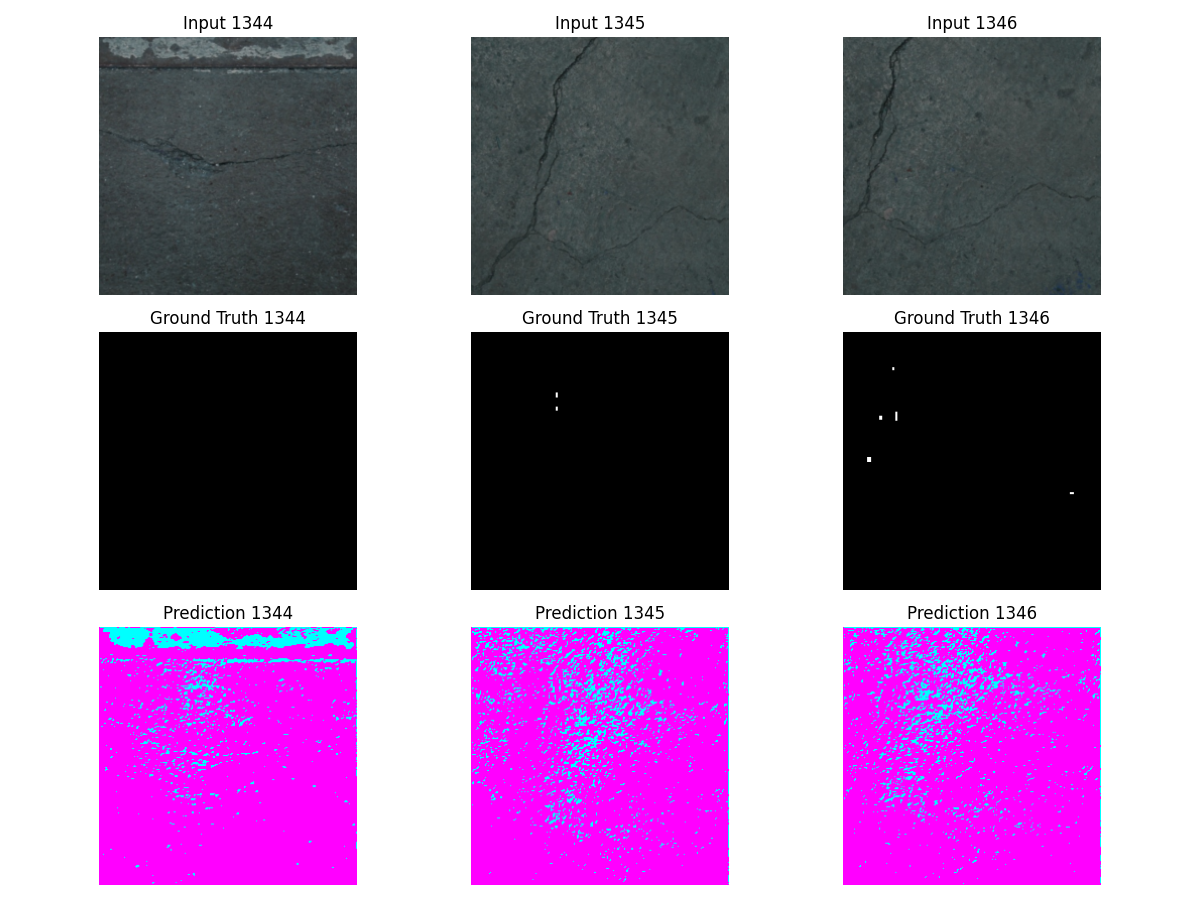 Input 1344
Input 1345
Input 1346
Ground Truth 1344
Ground Truth 1345
Ground Truth 1346
Prediction 1344
Prediction 1345
Prediction 1346